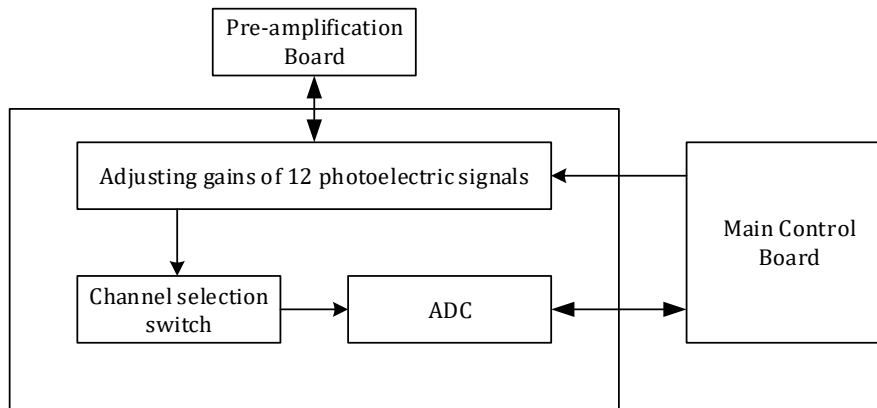 Pre-amplification
Board
Adjusting gains of 12 photoelectric signals
Main Control
Board
Channel selection
switch
ADC